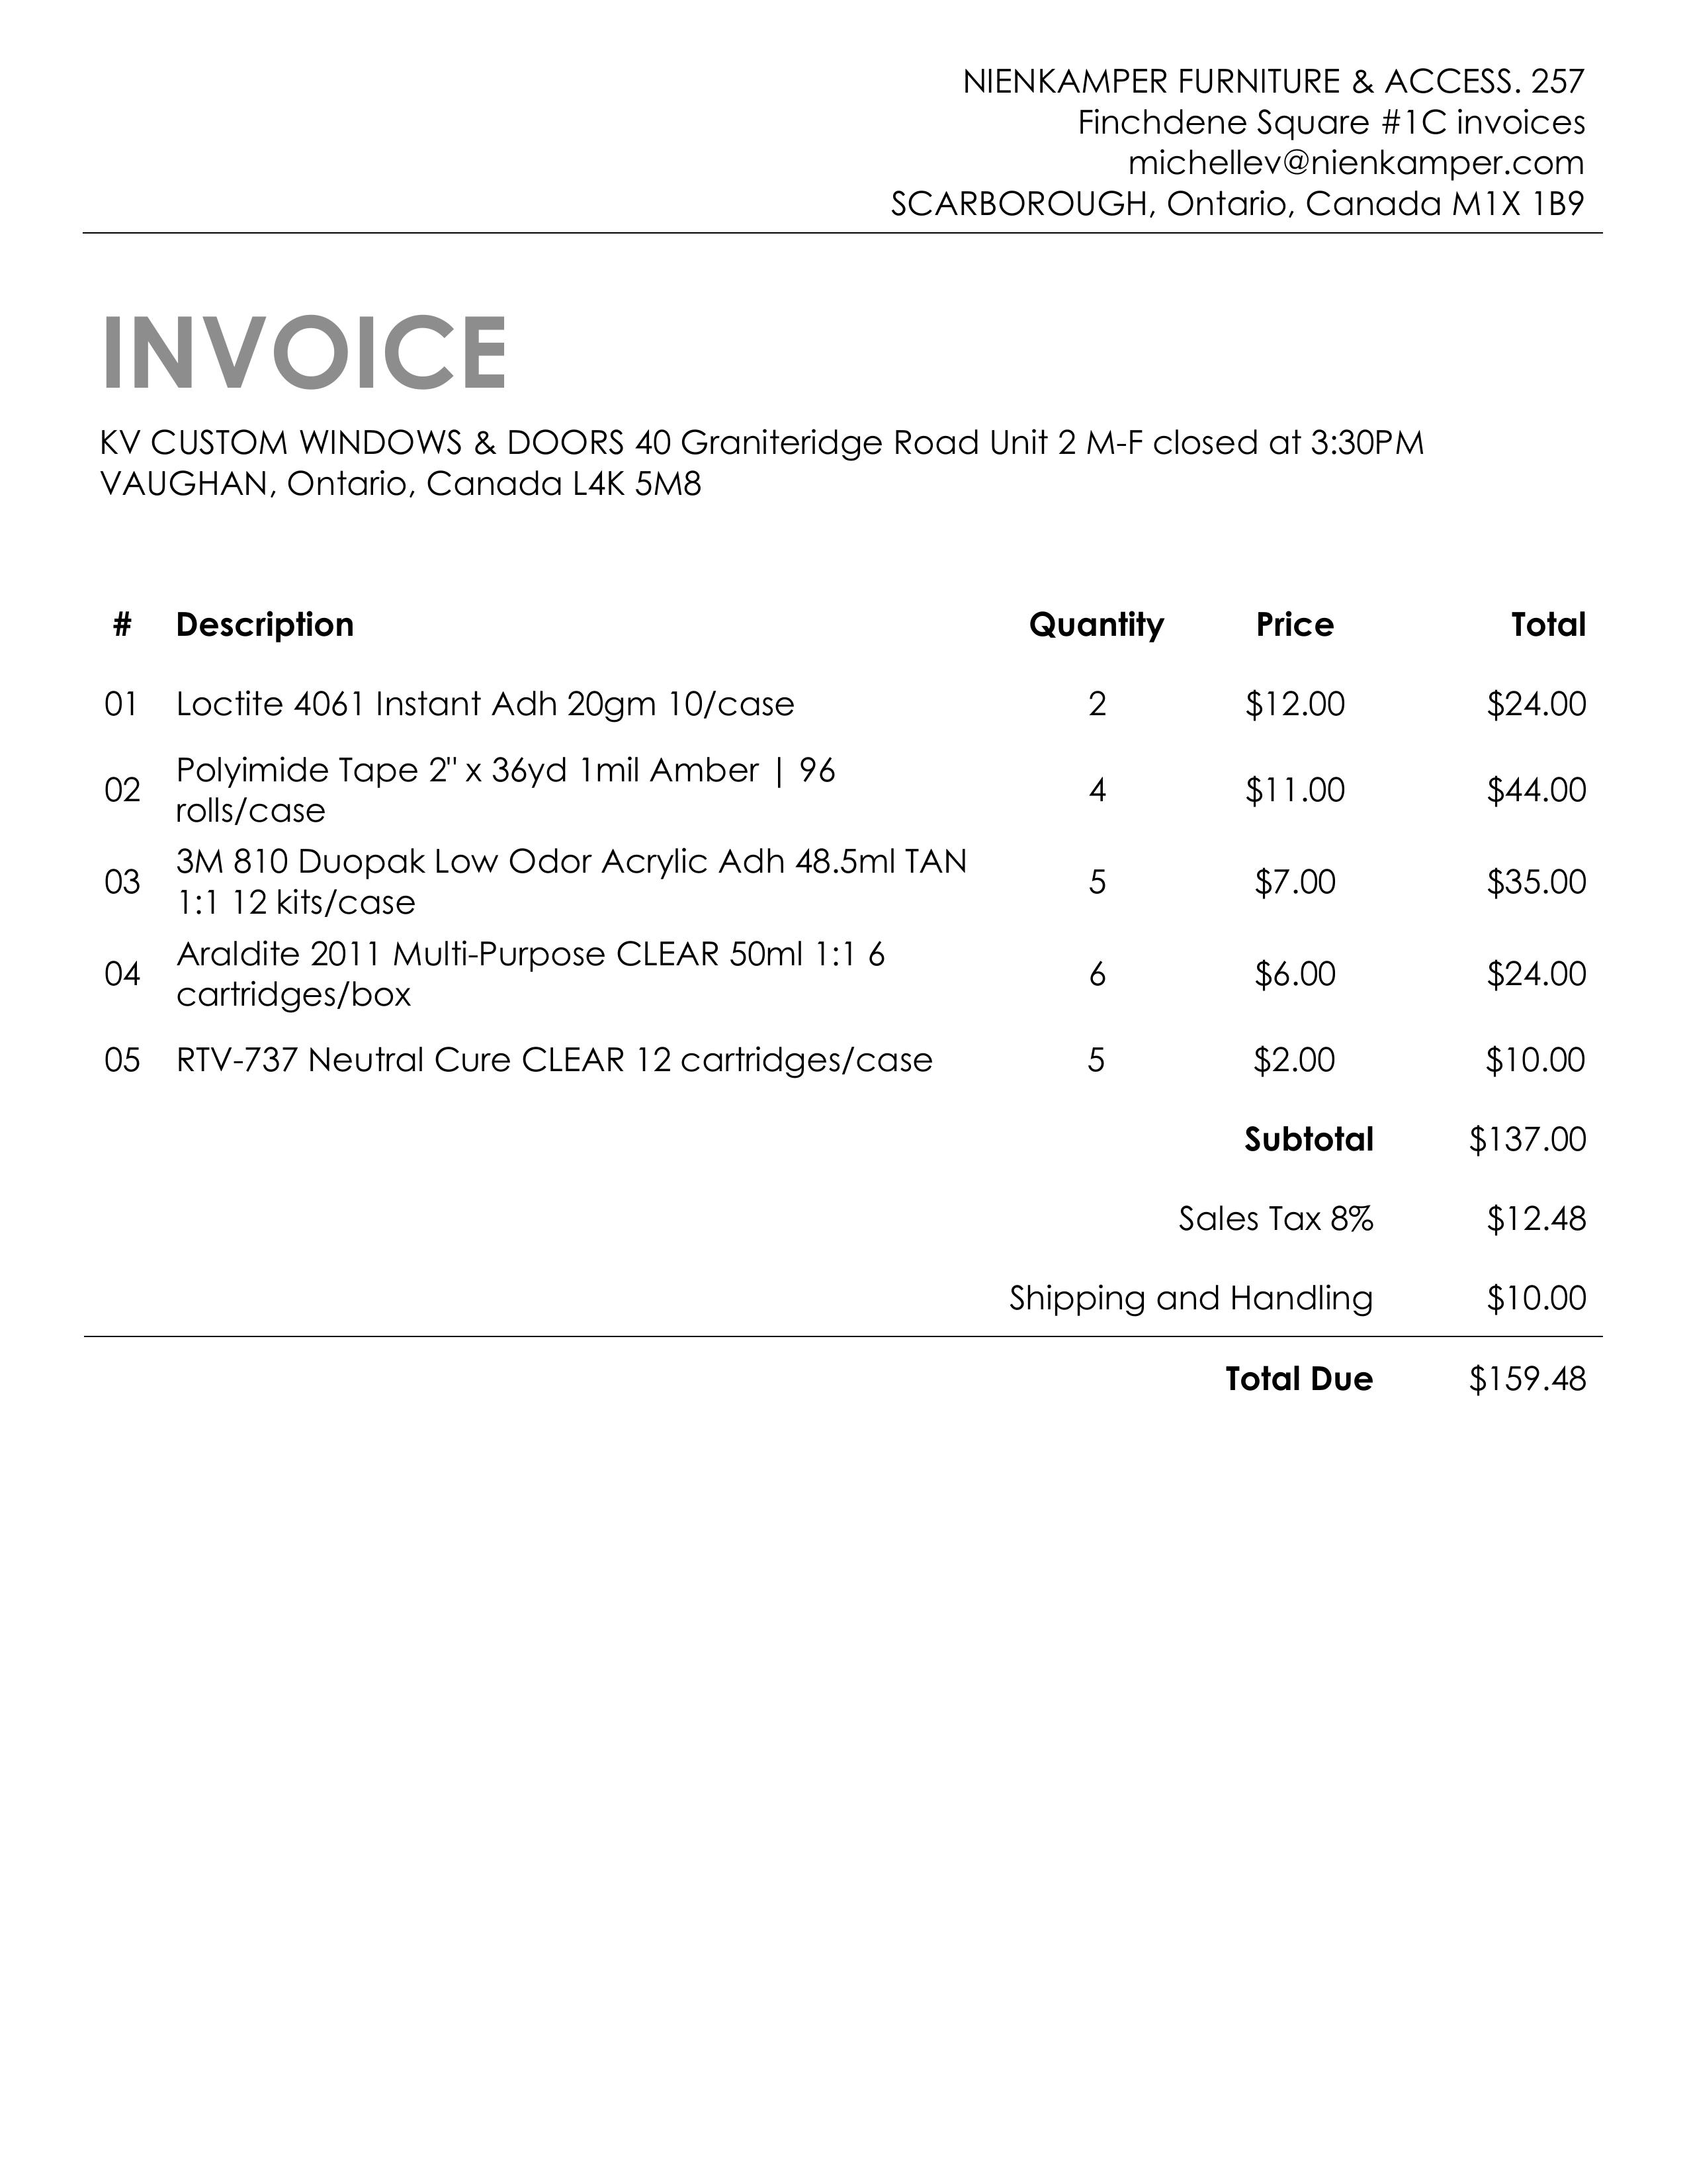 NIENKAMPER FURNITURE & ACCESS. 257
Finchdene Square #1C invoices
michellev@nienkamper.com
SCARBOROUGH, Ontario, Canada M1X 1B9
INVOICE
KV CUSTOM WINDOWS & DOORS 40 Graniteridge Road Unit 2 M-F closed at 3:30PM
VAUGHAN, Ontario, Canada L4K 5M8
# Description Quantity Price Total
01 Loctite 4061 Instant Adh 20gm 10/case 2 $12.00 $24.00
02 Polyimide Tape 2" x 36yd 1mil Amber | 96
rolls/case 4 $11.00 $44.00
03 3M 810 Duopak Low Odor Acrylic Adh 48.5ml TAN
1:1 12 kits/case 5 $7.00 $35.00
04 Araldite 2011 Multi-Purpose CLEAR 50ml 1:1 6
cartridges/box 6 $6.00 $24.00
05 RTV-737 Neutral Cure CLEAR 12 cartridges/case 5 $2.00 $10.00
Subtotal $137.00
Sales Tax 8% $12.48
Shipping and Handling $10.00
Total Due $159.48